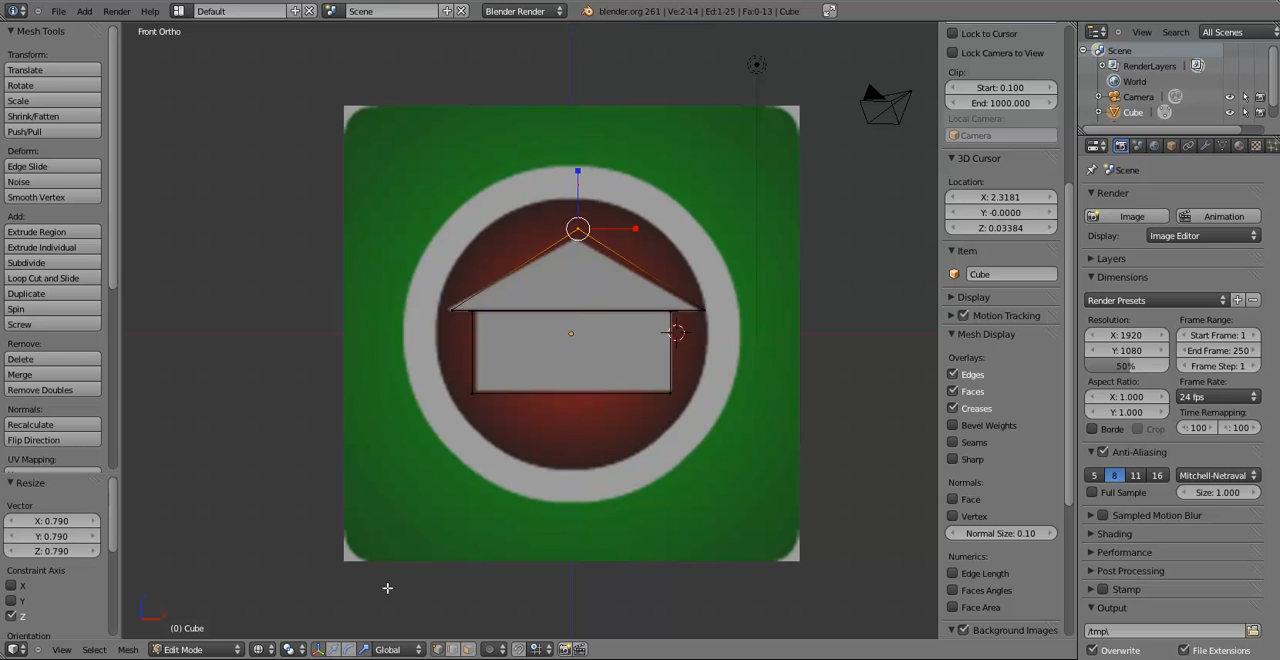 File Add Render Help Default Scene Blender Render blender.org 261 | Ve:2-14 | Ed:1-25 | Fa:0-13 | Cube
Mesh Tools
Transform:
Translate
Rotate
Scale
Shrink/Fatten
Push/Pull
Deform:
Edge Slide
Noise
Smooth Vertex
Add:
Extrude Region
Extrude Individual
Subdivide
Loop Cut and Slide
Duplicate
Spin
Screw
Remove:
Delete
Merge
Remove Doubles
Normals:
Recalculate
Flip Direction
UV Mapping:
Resize
Vector
X: 0.790
Y: 0.790
Z: 0.790
Constraint Axis
X
Y
Z
Orientation
Front Ortho
(0) Cube
View Select Mesh Edit Mode Global
Lock to Cursor
Lock Camera to View
Clip:
Start: 0.100
End: 1000.000
Local Camera:
Camera
3D Cursor
Location:
X: 2.3181
Y: -0.0000
Z: 0.03384
Item
Cube
Display
Motion Tracking
Mesh Display
Overlays:
Edges
Faces
Creases
Bevel Weights
Seams
Sharp
Normals:
Face
Vertex
Normal Size: 0.10
Numerics:
Edge Length
Faces Angles
Face Area
Background Images
View Search All Scenes
Scene
RenderLayers
World
Camera
Cube
Scene
Render
Image Animation
Display: Image Editor
Layers
Dimensions
Render Presets
Resolution: Frame Range:
X: 1920 Start Frame: 1
Y: 1080 End Frame: 250
50% Frame Step: 1
Aspect Ratio: Frame Rate:
X: 1.000 24 fps
Y: 1.000 Time Remapping:
Borde Crop : 100 : 100
Anti-Aliasing
5 8 11 16 Mitchell-Netraval
Full Sample Size: 1.000
Sampled Motion Blur
Shading
Performance
Post Processing
Stamp
Output
/tmp\
Overwrite File Extensions